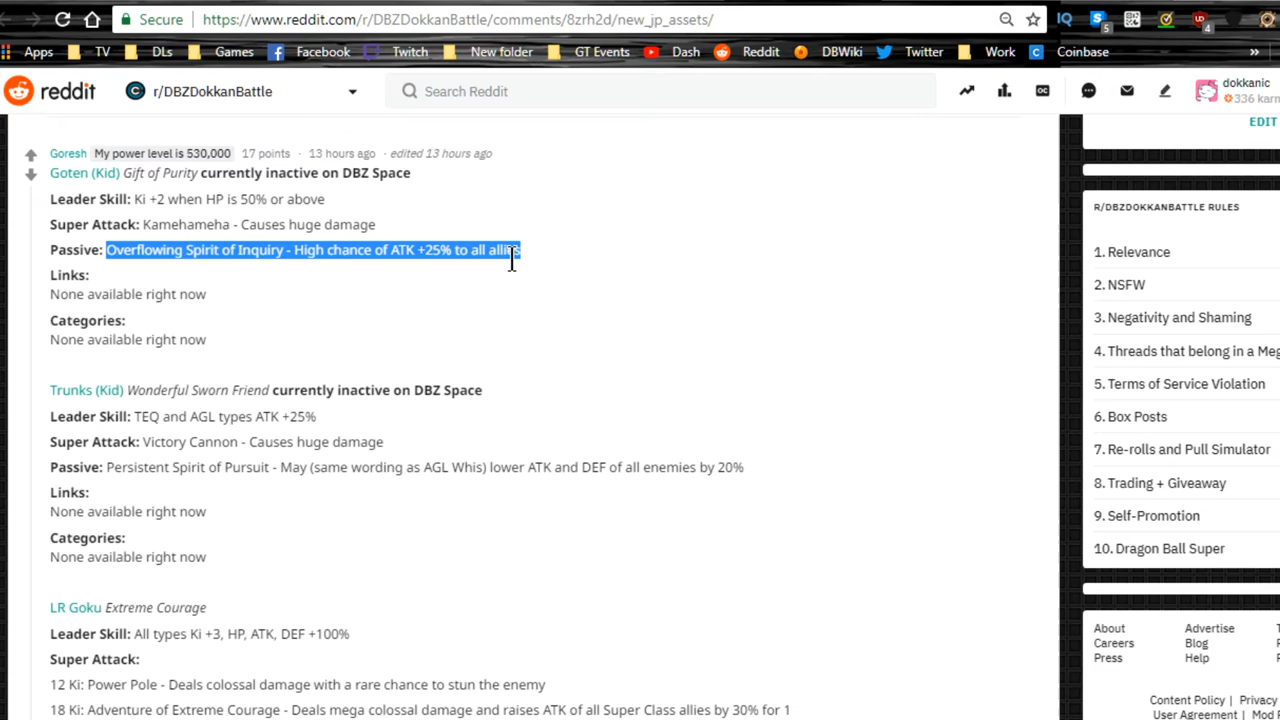 Secure https://www.reddit.com/r/DBZDokkanBattle/comments/8zrh2d/new_jp_assets/
5 4
Apps TV DLs Games Facebook Twitch New folder GT Events Dash Reddit DBWiki Twitter Work Coinbase »
reddit r/DBZDokkanBattle Search Reddit dokkanic
336 karm
EDIT
Goresh My power level is 530,000 17 points · 13 hours ago · edited 13 hours ago
Goten (Kid) Gift of Purity currently inactive on DBZ Space
Leader Skill: Ki +2 when HP is 50% or above
Super Attack: Kamehameha - Causes huge damage
Passive: Overflowing Spirit of Inquiry - High chance of ATK +25% to all allies
Links:
None available right now
Categories:
None available right now
Trunks (Kid) Wonderful Sworn Friend currently inactive on DBZ Space
Leader Skill: TEQ and AGL types ATK +25%
Super Attack: Victory Cannon - Causes huge damage
Passive: Persistent Spirit of Pursuit - May (same wording as AGL Whis) lower ATK and DEF of all enemies by 20%
Links:
None available right now
Categories:
None available right now
LR Goku Extreme Courage
Leader Skill: All types Ki +3, HP, ATK, DEF +100%
Super Attack:
12 Ki: Power Pole - Deals colossal damage with a rare chance to stun the enemy
18 Ki: Adventure of Extreme Courage - Deals mega-colossal damage and raises ATK of all Super Class allies by 30% for 1
R/DBZDOKKANBATTLE RULES
1. Relevance
2. NSFW
3. Negativity and Shaming
4. Threads that belong in a Meg
5. Terms of Service Violation
6. Box Posts
7. Re-rolls and Pull Simulator
8. Trading + Giveaway
9. Self-Promotion
10. Dragon Ball Super
About Advertise T
Careers Blog
Press Help
Content Policy | Privacy
User Agreement | Mod